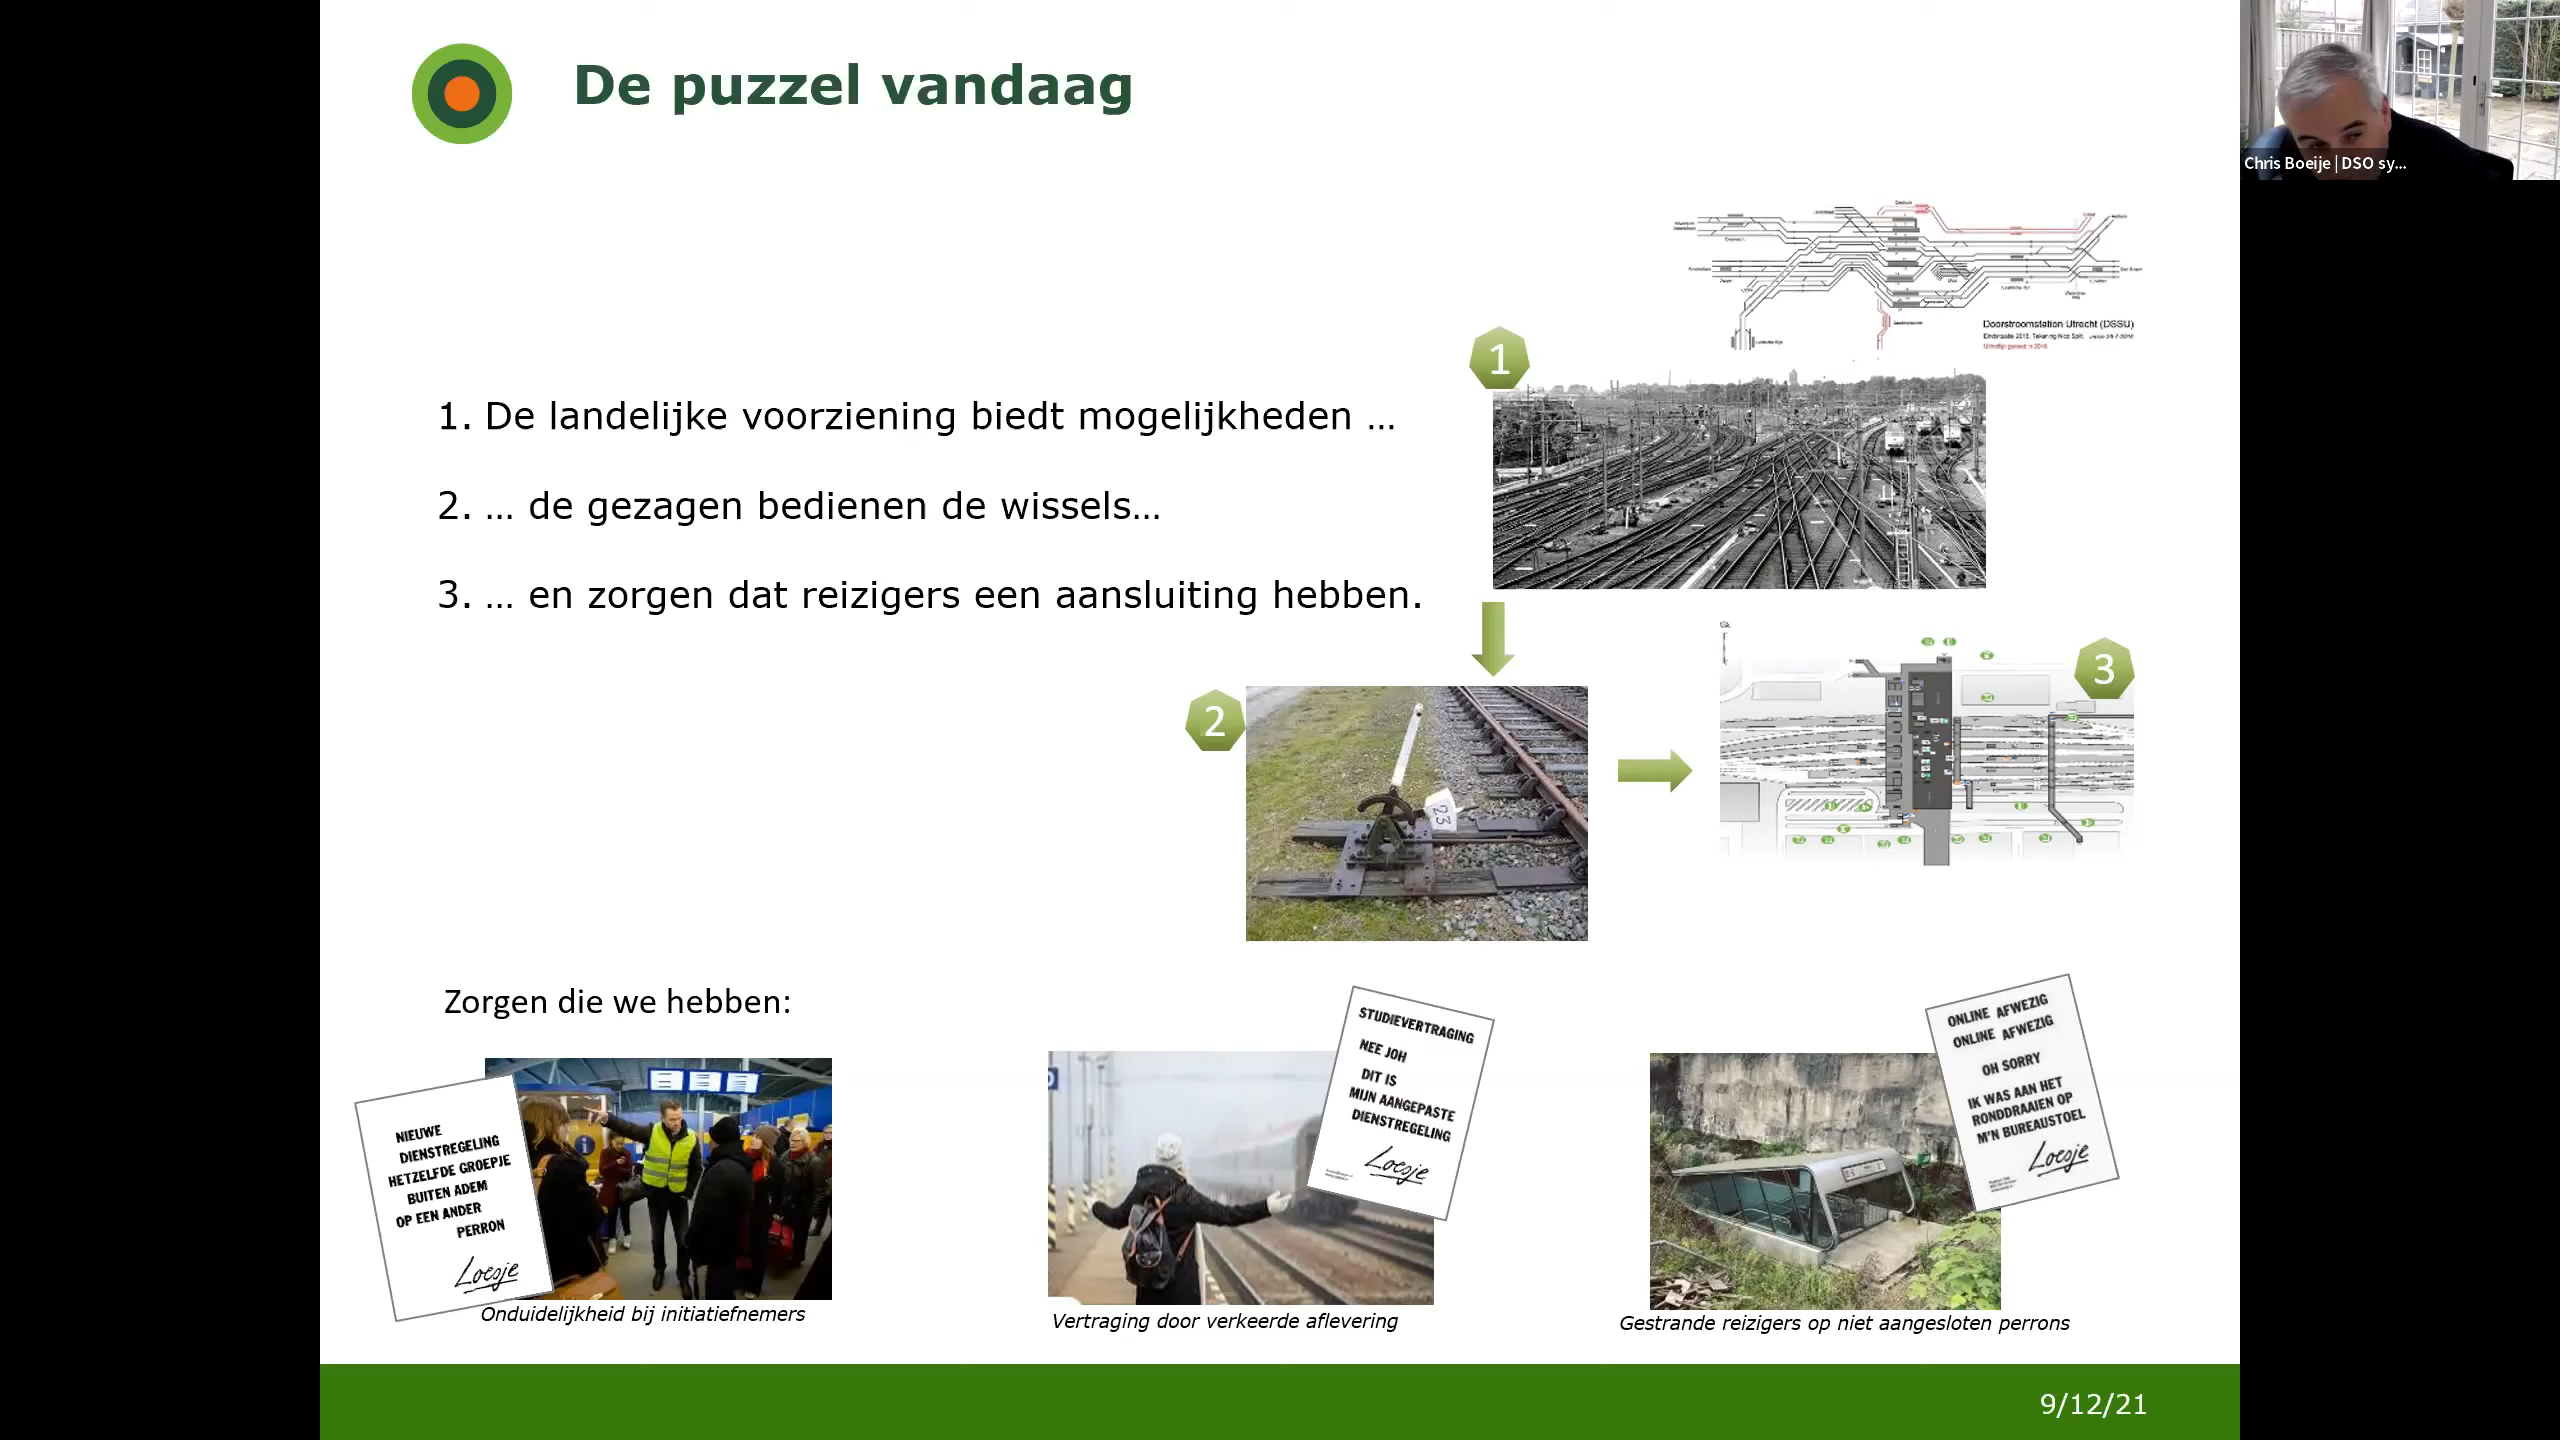 De puzzel vandaag
Chris Boeije | DSO sy...
Doorstroomstation Utrecht (DSSU)
1
1. De landelijke voorziening biedt mogelijkheden …
2. … de gezagen bedienen de wissels…
3. … en zorgen dat reizigers een aansluiting hebben.
3
2
23
Zorgen die we hebben:
NIEUWE
DIENSTREGELING
HETZELFDE GROEPJE
BUITEN ADEM
OP EEN ANDER
PERRON
Loesje
i
Onduidelijkheid bij initiatiefnemers
STUDIEVERTRAGING
NEE JOH
DIT IS
MIJN AANGEPASTE
DIENSTREGELING
Loesje
Vertraging door verkeerde aflevering
ONLINE AFWEZIG
ONLINE AFWEZIG
OH SORRY
IK WAS AAN HET
RONDDRAAIEN OP
M'N BUREAUSTOEL
Loesje
Gestrande reizigers op niet aangesloten perrons
9/12/21